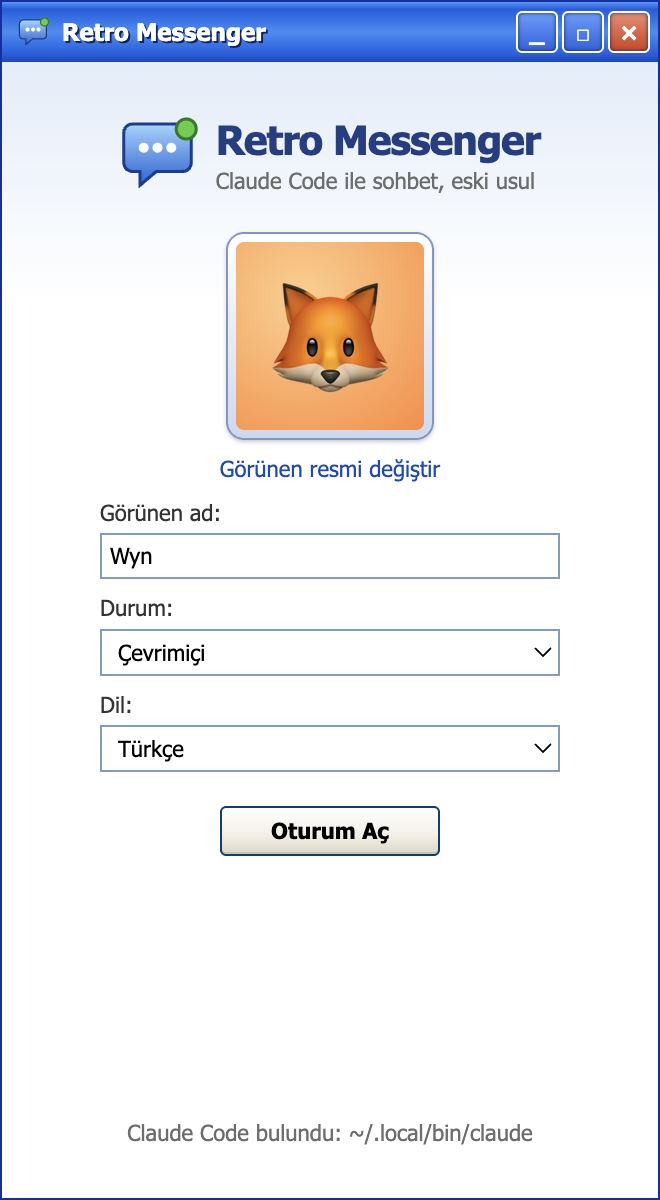 Retro Messenger
Retro Messenger
Claude Code ile sohbet, eski usul
Görünen resmi değiştir
Görünen ad:
Wyn
Durum:
Çevrimiçi
Dil:
Türkçe
Oturum Aç
Claude Code bulundu: ~/.local/bin/claude